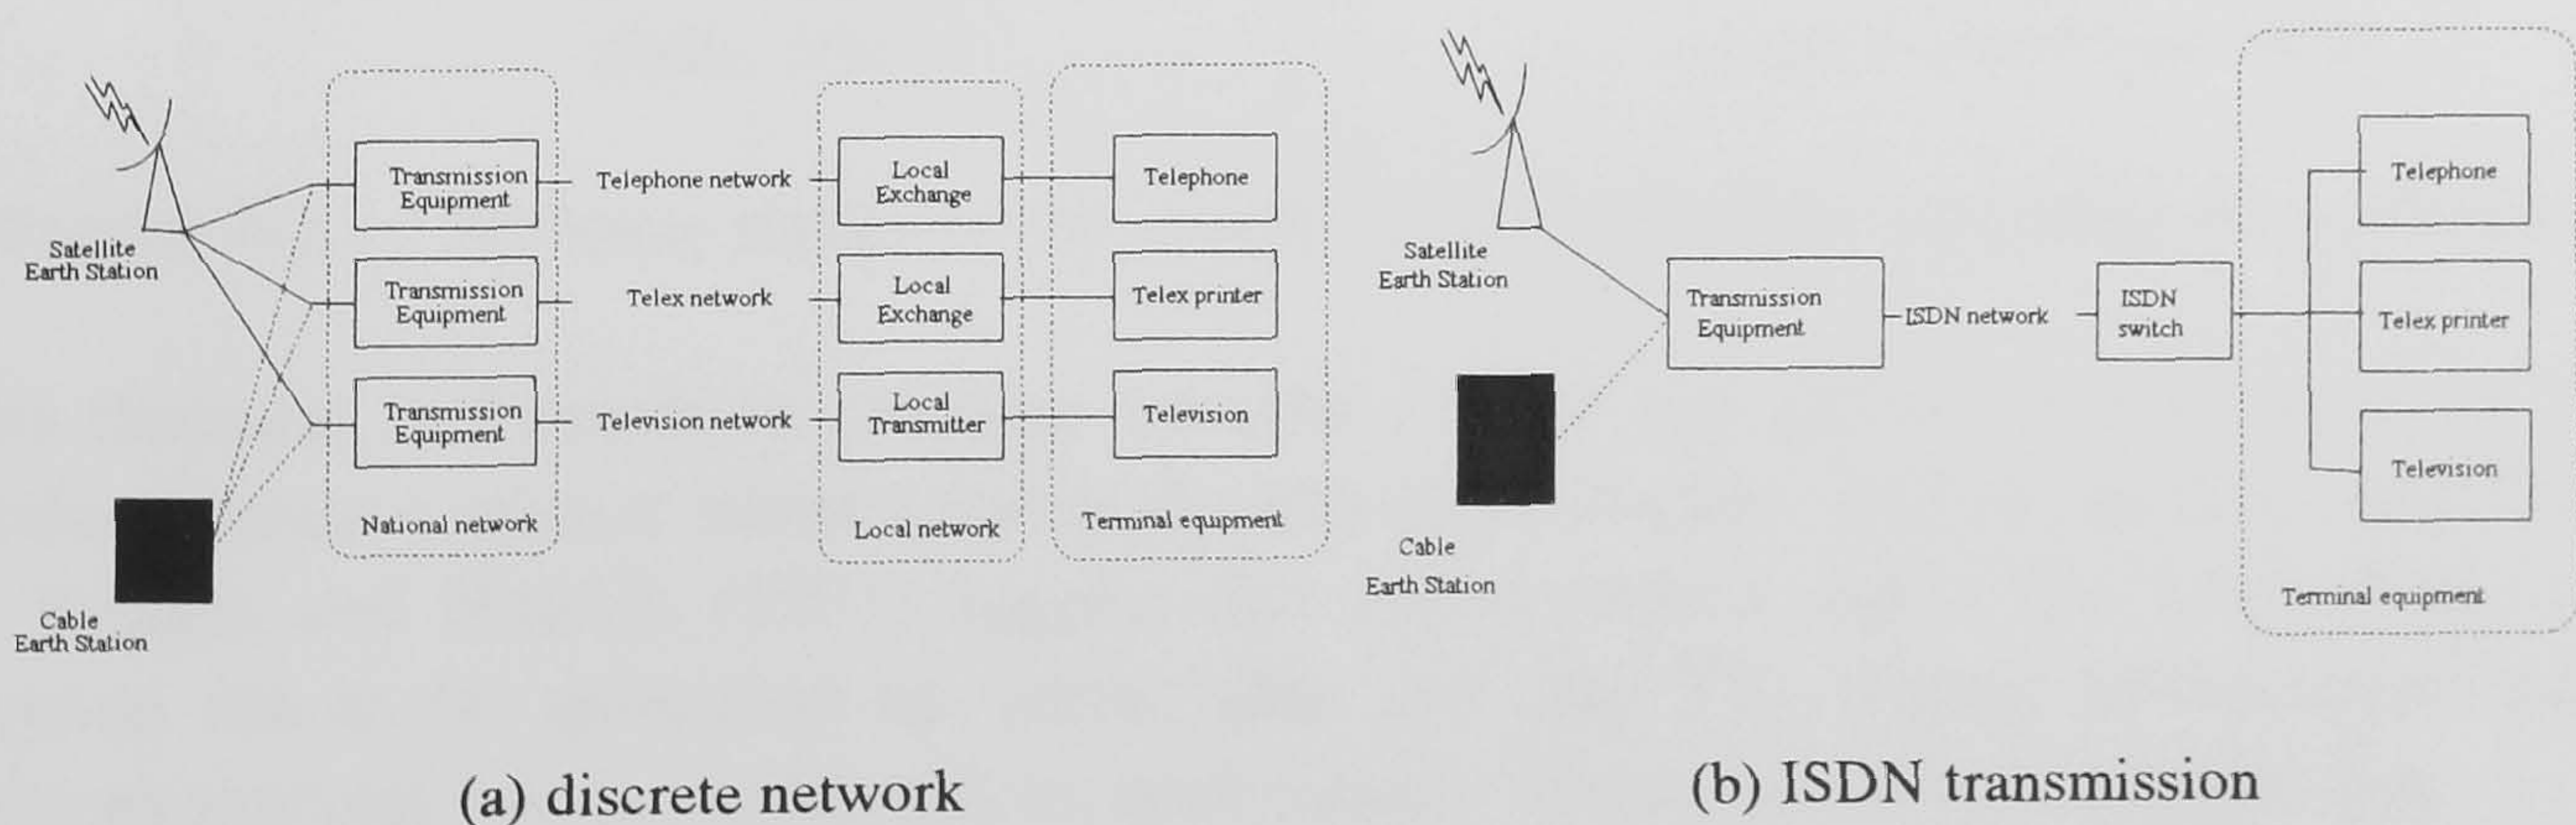 Satellite
Earth Station
Cable
Earth Station
Transmission
Equipment
Transmission
Equipment
Transmission
Equipment
National network
Telephone network
Telex network
Television network
Local
Exchange
Local
Exchange
Local
Transmitter
Local network
Telephone
Telex printer
Television
Terminal equipment
(a) discrete network
Satellite
Earth Station
Cable
Earth Station
Transmission
Equipment
ISDN network
ISDN
switch
Telephone
Telex printer
Television
Terminal equipment
(b) ISDN transmission